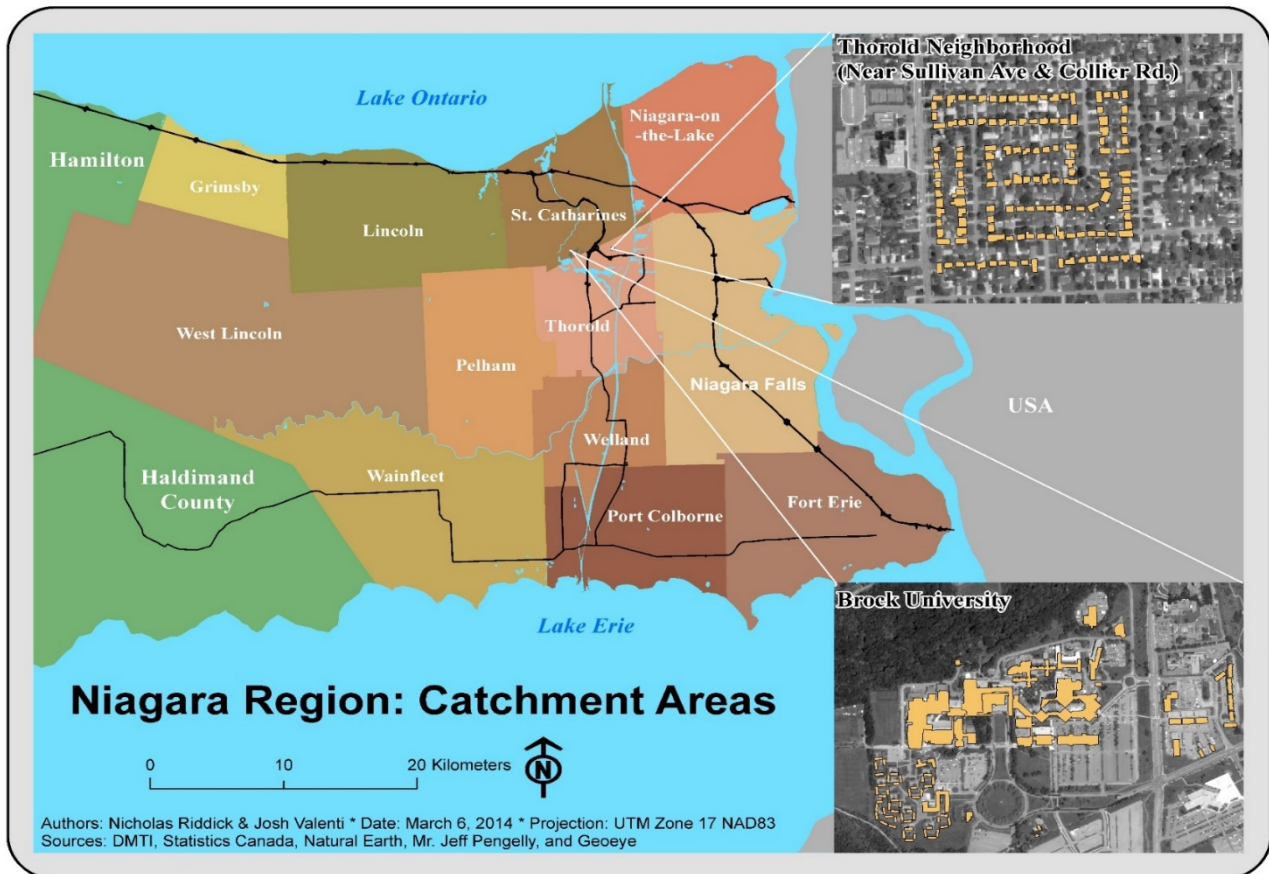 Thorold Neighborhood
(Near Sullivan Ave & Collier Rd.)
Lake Ontario
Niagara-on
-the-Lake
Hamilton
Grimsby
St. Catharines
Lincoln
West Lincoln
Thorold
Pelham
Niagara Falls
USA
Welland
Wainfleet
Haldimand
County
Fort Erie
Port Colborne
Lake Erie
Brock University
Niagara Region: Catchment Areas
0 10 20 Kilometers
N
Authors: Nicholas Riddick & Josh Valenti * Date: March 6, 2014 * Projection: UTM Zone 17 NAD83
Sources: DMTI, Statistics Canada, Natural Earth, Mr. Jeff Pengelly, and Geoeye